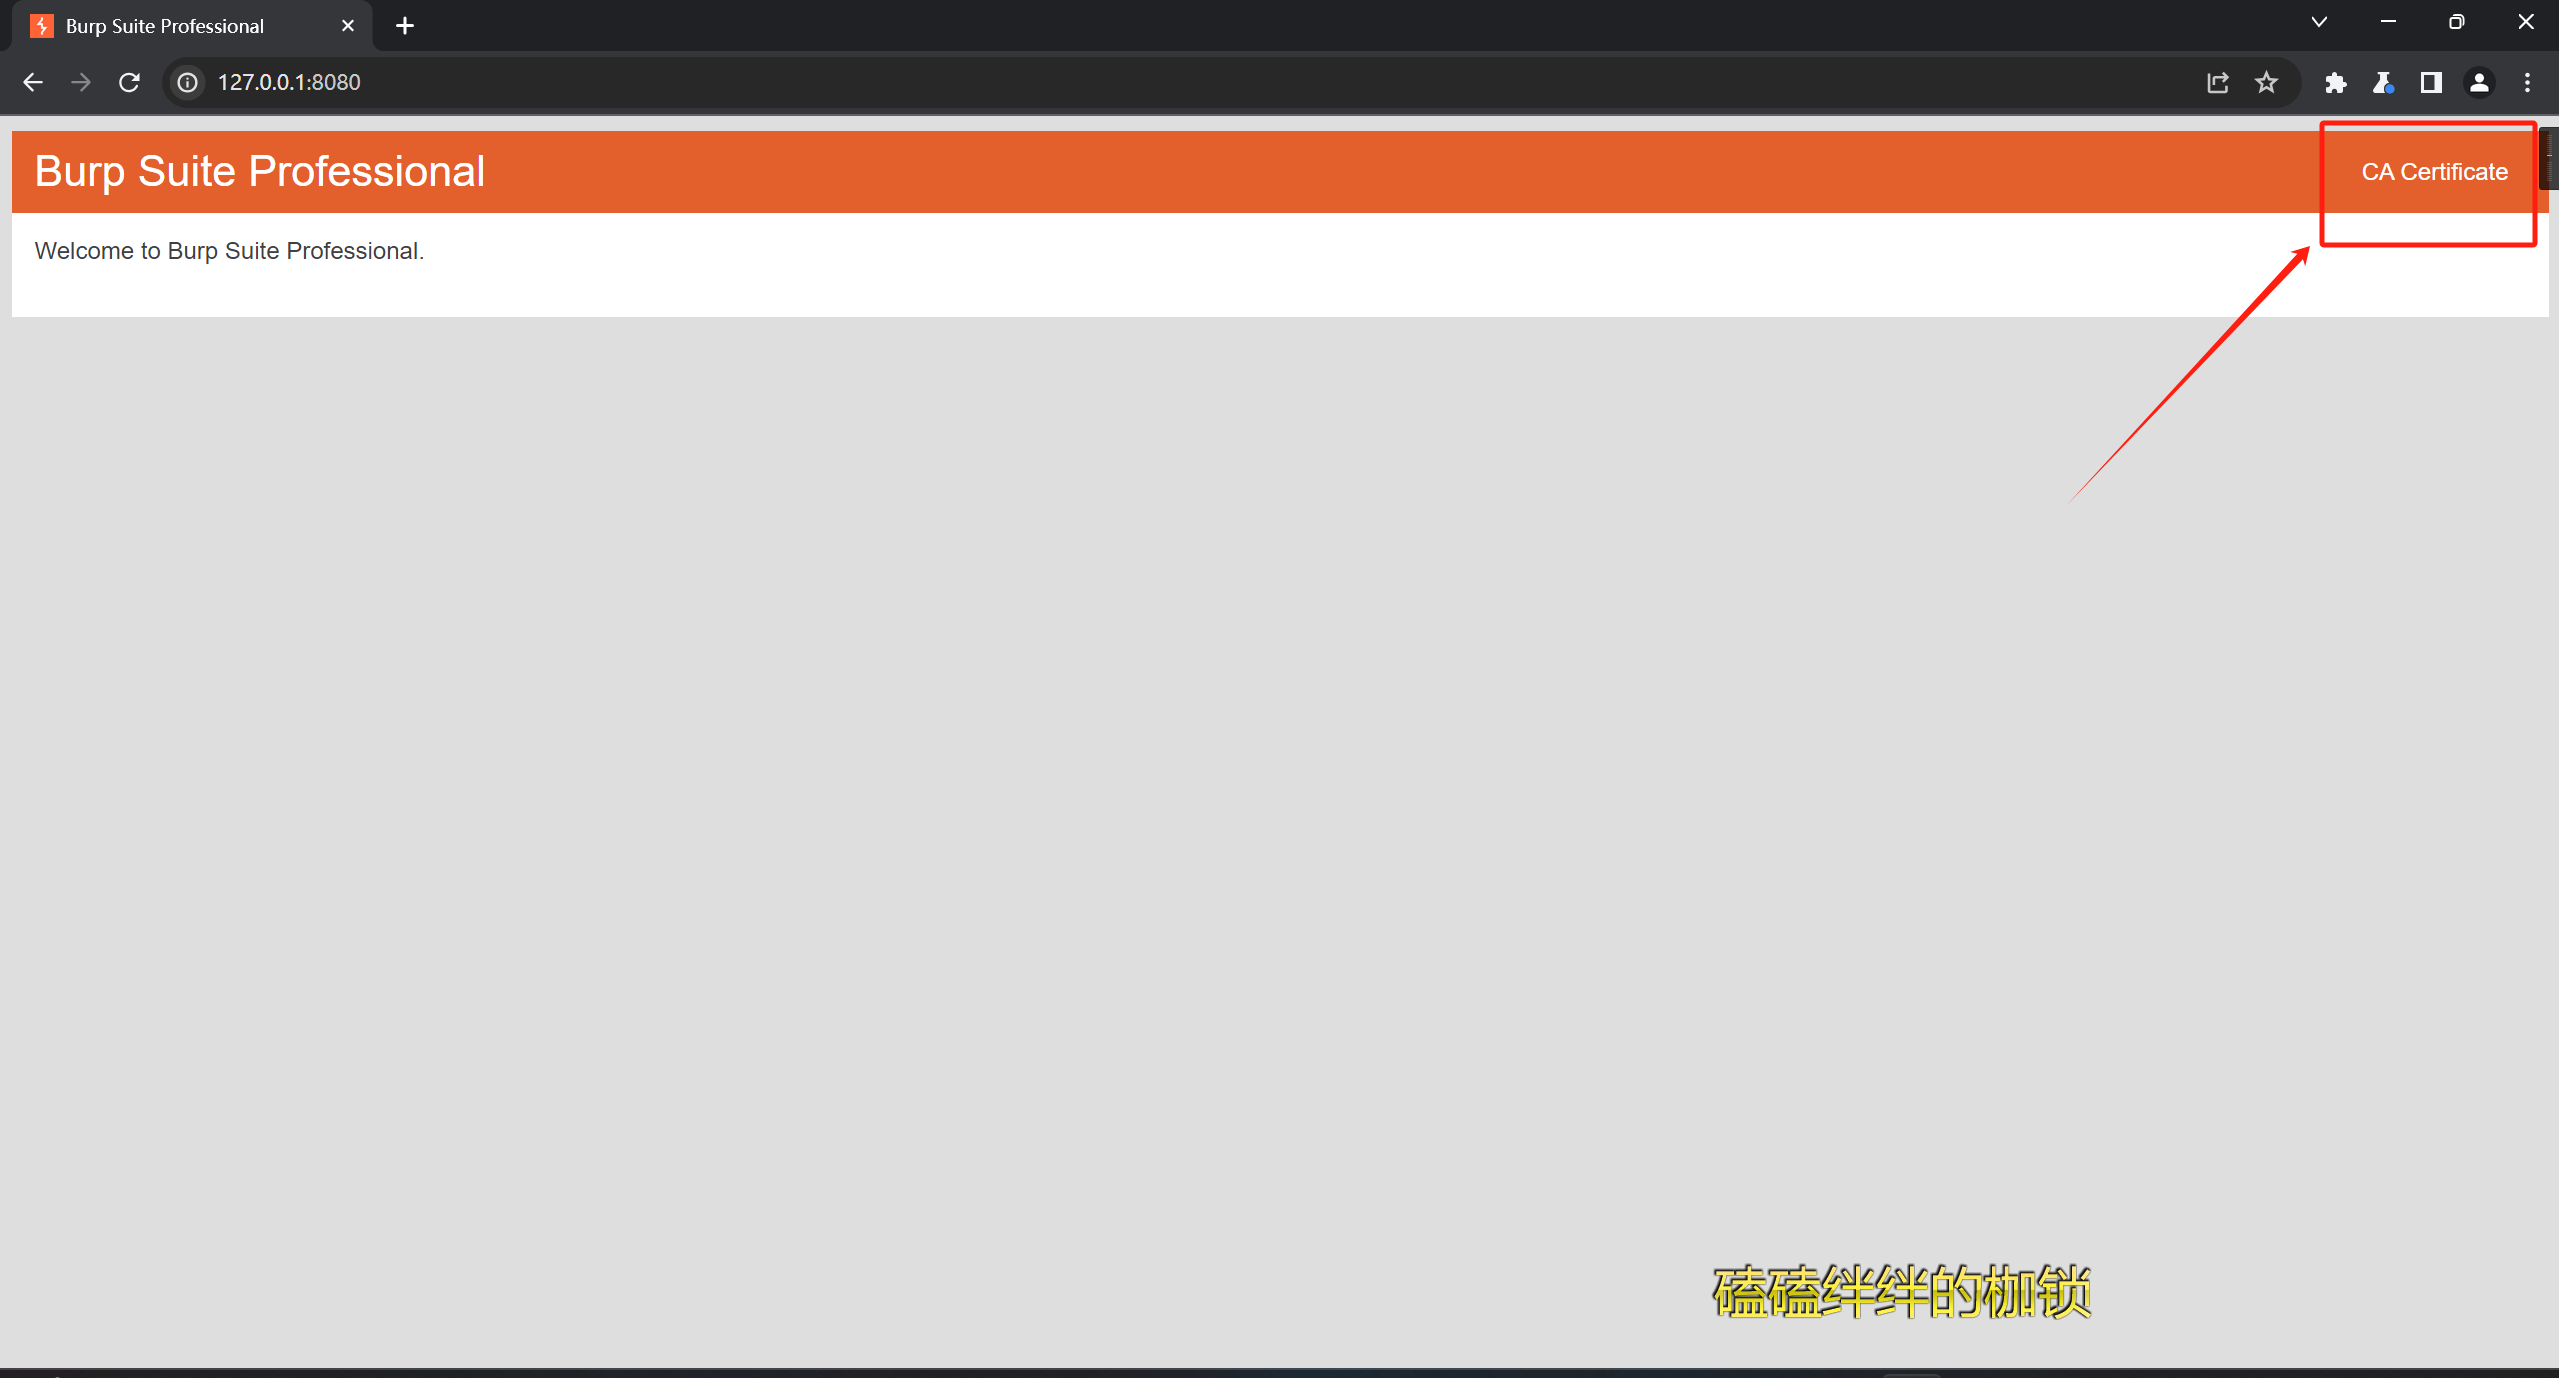 Burp Suite Professional
127.0.0.1:8080
Burp Suite Professional
CA Certificate
Welcome to Burp Suite Professional.
磕磕绊绊的枷锁